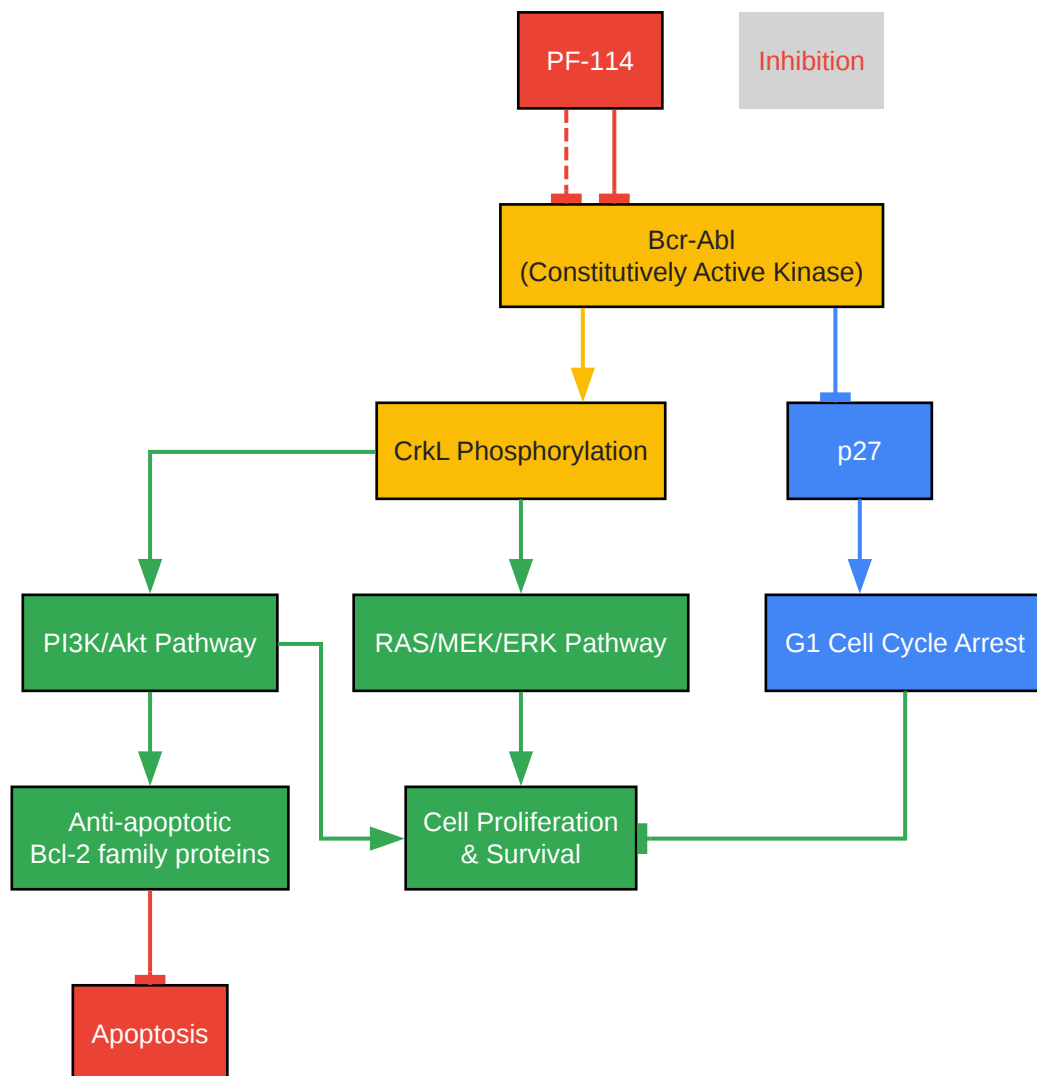 PF-114
Inhibition
Bcr-Abl
(Constitutively Active Kinase)
CrkL Phosphorylation
p27
PI3K/Akt Pathway
RAS/MEK/ERK Pathway
G1 Cell Cycle Arrest
Anti-apoptotic
Bcl-2 family proteins
Cell Proliferation
& Survival
Apoptosis